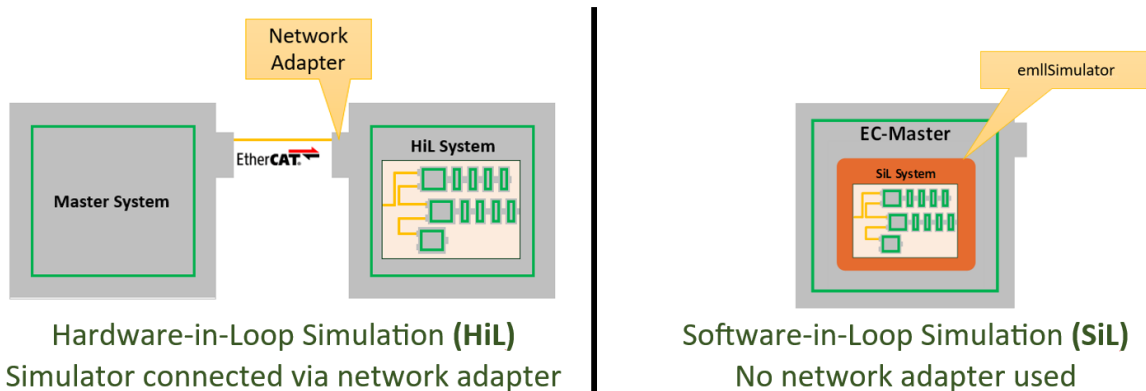 Network
Adapter
EtherCAT®
Master System
HiL System
Hardware-in-Loop Simulation (HiL)
Simulator connected via network adapter
emllSimulator
EC-Master
SiL System
Software-in-Loop Simulation (SiL)
No network adapter used